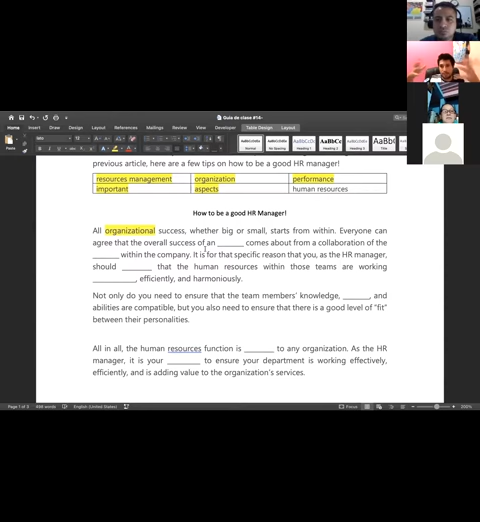 Guia de clase #14-
Home Insert Draw Design Layout References Mailings Review View Developer Table Design Layout
Normal No Spacing Heading 1 Heading 2 Heading 3
previous article, here are a few tips on how to be a good HR manager!
resources management organization performance
important aspects human resources
How to be a good HR Manager!
All organizational success, whether big or small, starts from within. Everyone can
agree that the overall success of an _______ comes about from a collaboration of the
_______ within the company. It is for that specific reason that you, as the HR manager,
should ________ that the human resources within those teams are working
____________, efficiently, and harmoniously.
Not only do you need to ensure that the team members' knowledge, _______, and
abilities are compatible, but you also need to ensure that there is a good level of "fit"
between their personalities.
All in all, the human resources function is ________ to any organization. As the HR
manager, it is your _________ to ensure your department is working effectively,
efficiently, and is adding value to the organization's services.
Page 1 of 3 English (United States) Focus